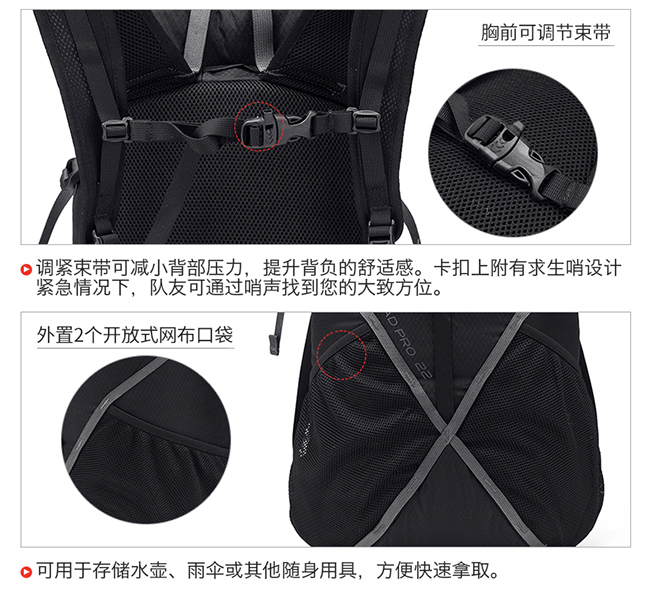 胸前可调节束带
调紧束带可减小背部压力，提升背负的舒适感。卡扣上附有求生哨设计
紧急情况下，队友可通过哨声找到您的大致方位。
外置2个开放式网布口袋
AD PRO 22
可用于存储水壶、雨伞或其他随身用具，方便快速拿取。